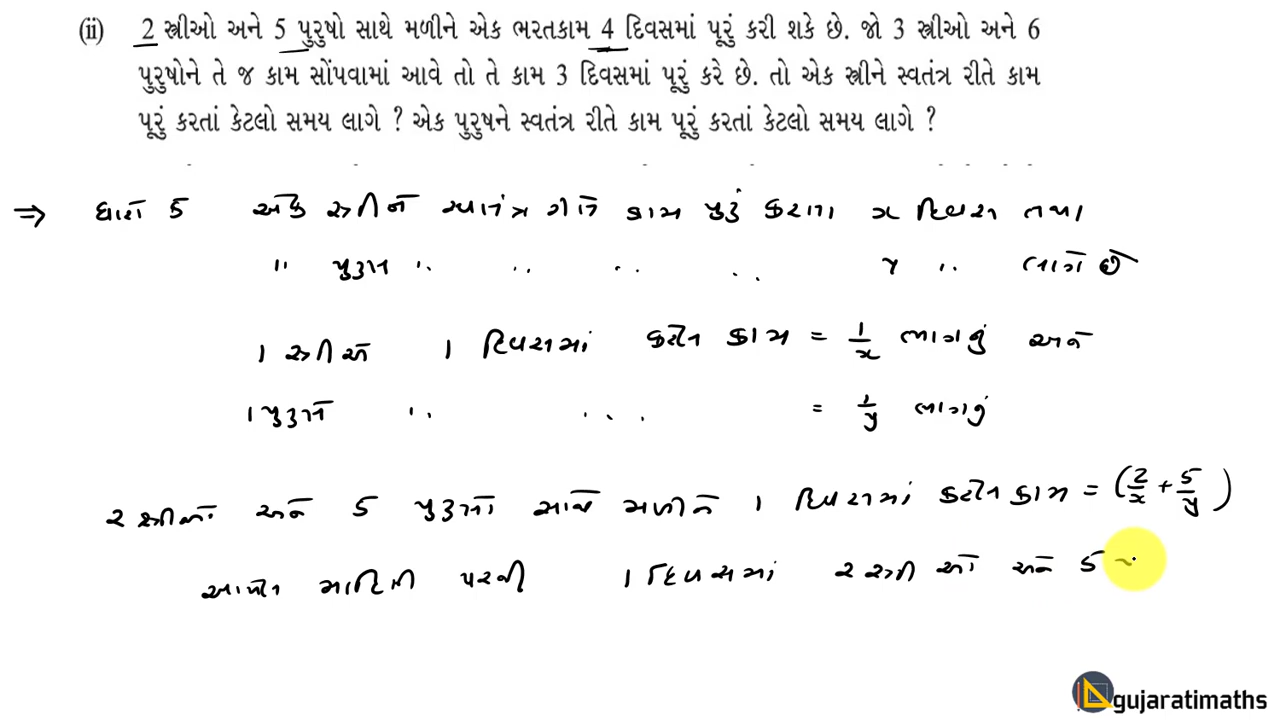 (ii) 2 સ્ત્રીઓ અને 5 પુરુષો સાથે મળીને એક ભરતકામ 4 દિવસમાં પૂરું કરી શકે છે. જો 3 સ્ત્રીઓ અને 6
પુરુષોને તે જ કામ સોંપવામાં આવે તો તે કામ 3 દિવસમાં પૂરું કરે છે. તો એક સ્ત્રીને સ્વતંત્ર રીતે કામ
પૂરું કરતાં કેટલો સમય લાગે ? એક પુરુષને સ્વતંત્ર રીતે કામ પૂરું કરતાં કેટલો સમય લાગે ?
⇒ ધારો કે એક સ્ત્રીને સ્વતંત્ર રીતે કામ પુરું કરતા x દિવસ તથા
" પુરુષ " " " " y " લાગે છે
1 સ્ત્રીએ 1 દિવસમાં કરેલ કામ = 1/x ભાગનું અને
1 પુરુષે " " = 1/y ભાગનું
2 સ્ત્રીઓ અને 5 પુરુષો સાથે મળીને 1 દિવસમાં કરેલ કામ = (2/x + 5/y)
આપેલ માહિતી પરથી 1 દિવસમાં 2 સ્ત્રીઓ અને 5
gujaratimaths